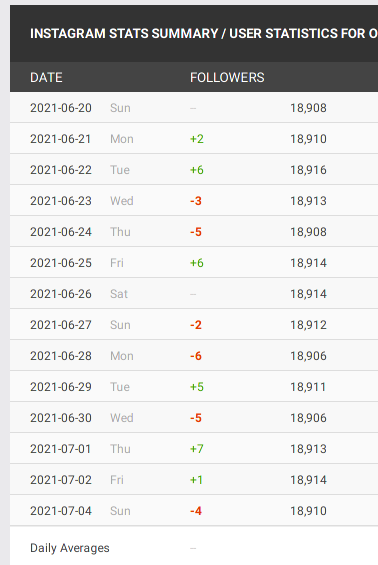 INSTAGRAM STATS SUMMARY / USER STATISTICS FOR O
DATE FOLLOWERS
2021-06-20 Sun -- 18,908
2021-06-21 Mon +2 18,910
2021-06-22 Tue +6 18,916
2021-06-23 Wed -3 18,913
2021-06-24 Thu -5 18,908
2021-06-25 Fri +6 18,914
2021-06-26 Sat -- 18,914
2021-06-27 Sun -2 18,912
2021-06-28 Mon -6 18,906
2021-06-29 Tue +5 18,911
2021-06-30 Wed -5 18,906
2021-07-01 Thu +7 18,913
2021-07-02 Fri +1 18,914
2021-07-04 Sun -4 18,910
Daily Averages --